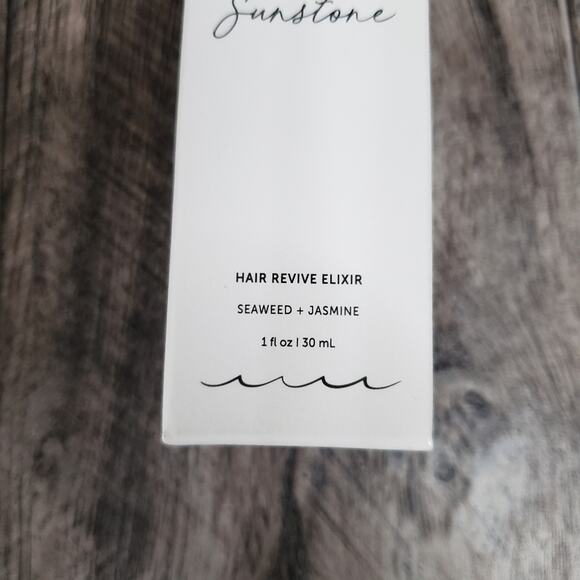 Sunstone
HAIR REVIVE ELIXIR
SEAWEED + JASMINE
1 fl oz | 30 mL